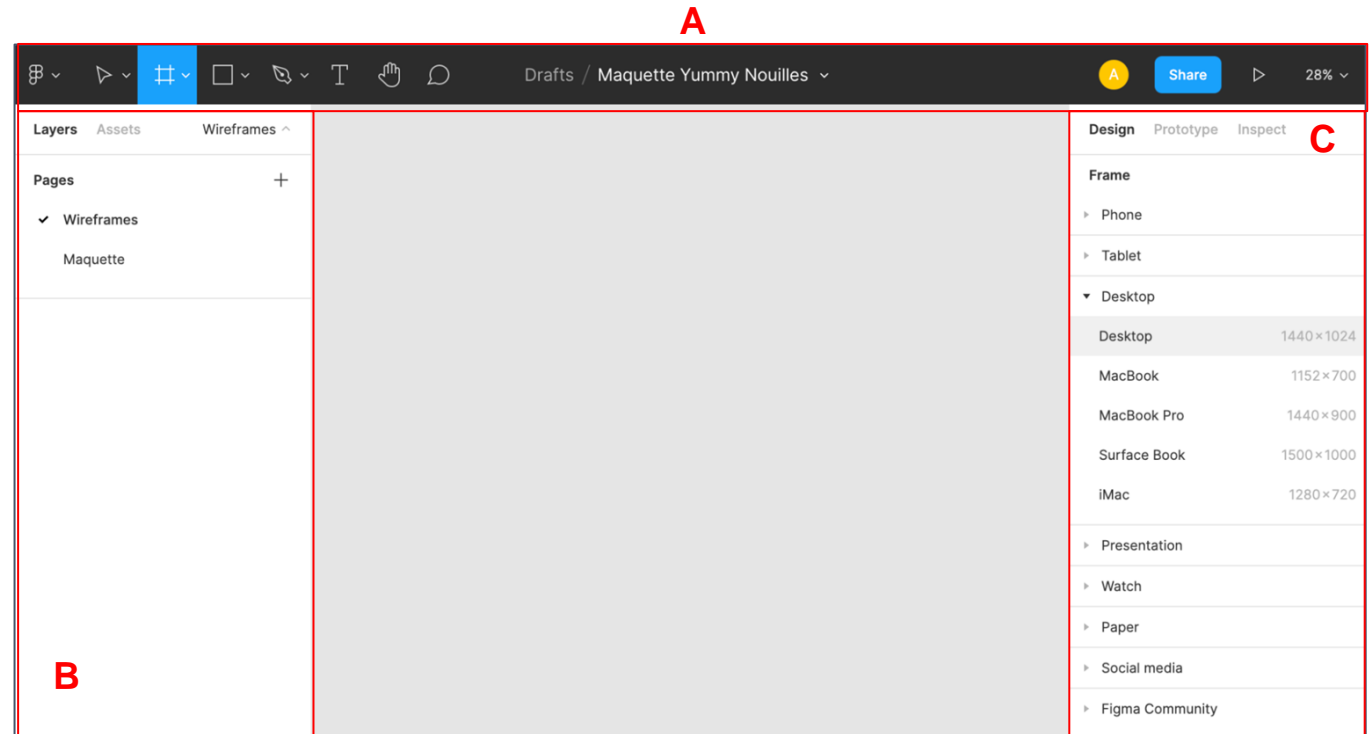 A
Drafts / Maquette Yummy Nouilles
A
Share
28%
Layers Assets Wireframes
Pages
Wireframes
Maquette
B
Design Prototype Inspect
C
Frame
Phone
Tablet
Desktop
Desktop 1440×1024
MacBook 1152×700
MacBook Pro 1440×900
Surface Book 1500×1000
iMac 1280×720
Presentation
Watch
Paper
Social media
Figma Community